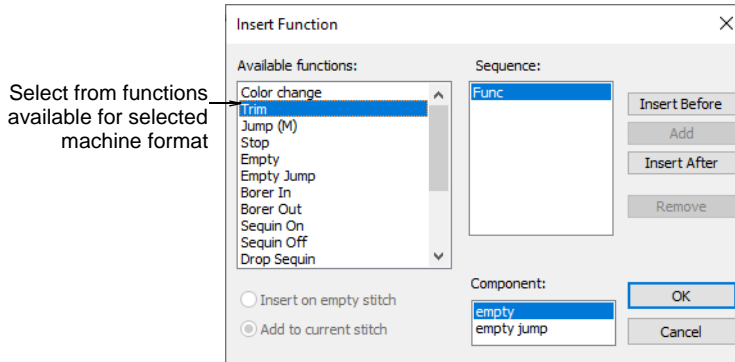 Insert Function
Available functions:
Sequence:
Select from functions
available for selected
machine format
Color change
Trim
Jump (M)
Stop
Empty
Empty Jump
Borer In
Borer Out
Sequin On
Sequin Off
Drop Sequin
Func
Insert Before
Add
Insert After
Remove
Insert on empty stitch
Add to current stitch
Component:
empty
empty jump
OK
Cancel